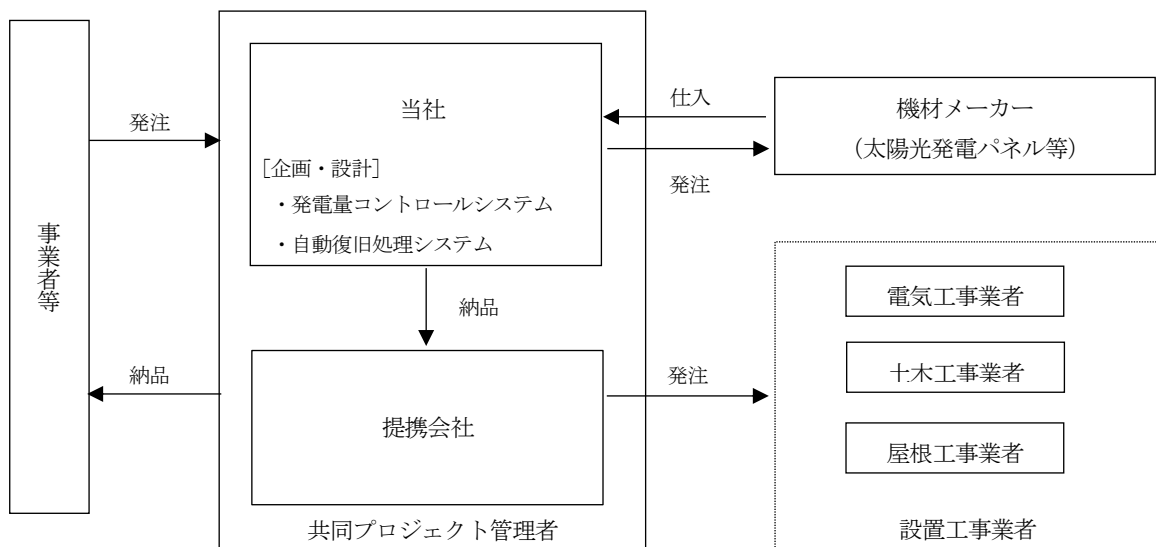 事業者等
発注
納品
当社
[企画・設計]
・発電量コントロールシステム
・自動復旧処理システム
納品
提携会社
共同プロジェクト管理者
仕入
発注
機材メーカー
(太陽光発電パネル等)
発注
電気工事業者
土木工事業者
屋根工事業者
設置工事業者